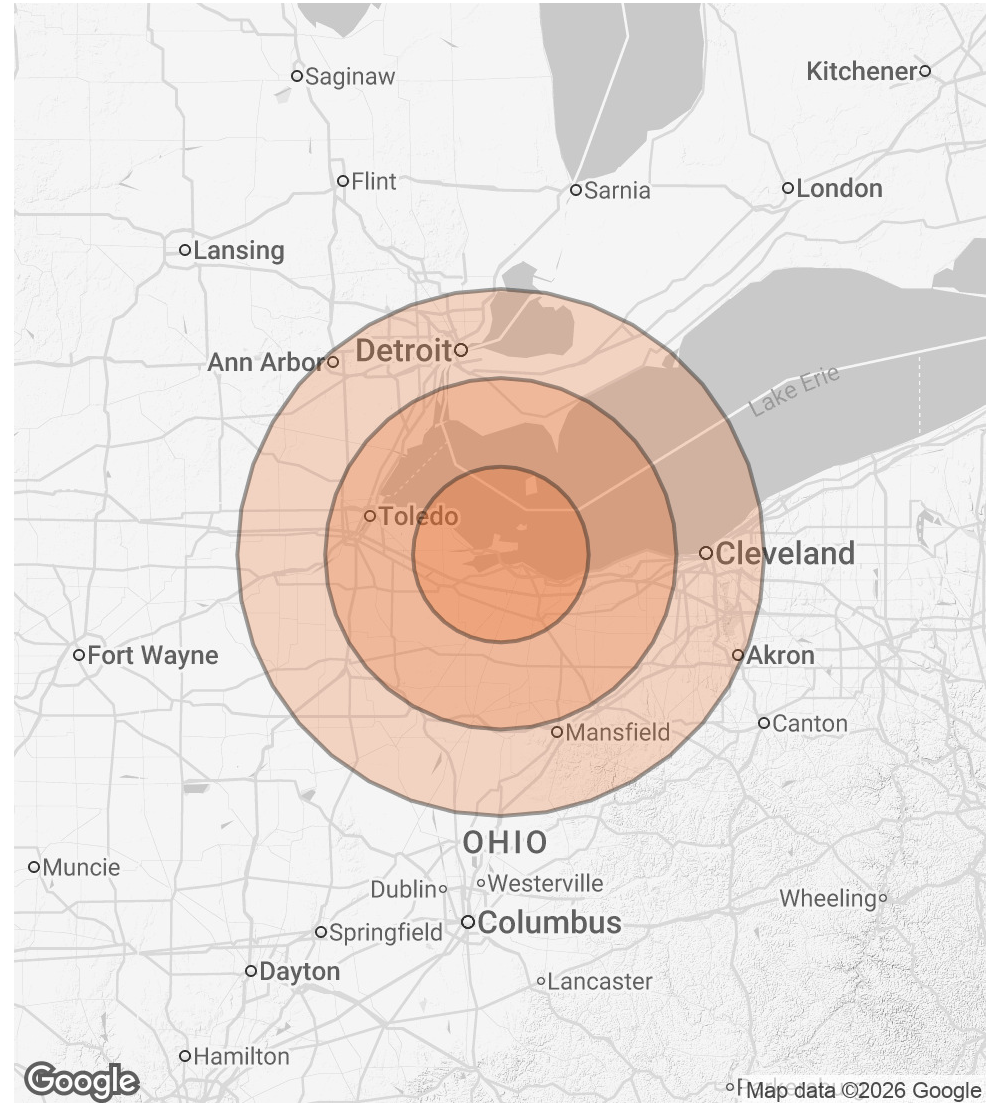 Saginaw
Kitchener
Flint
Sarnia
London
Lansing
Detroit
Ann Arbor
Lake Erie
Toledo
Cleveland
Fort Wayne
Akron
Canton
Mansfield
OHIO
Muncie
Dublin
Westerville
Wheeling
Columbus
Springfield
Dayton
Lancaster
Hamilton
Google
Map data ©2026 Google